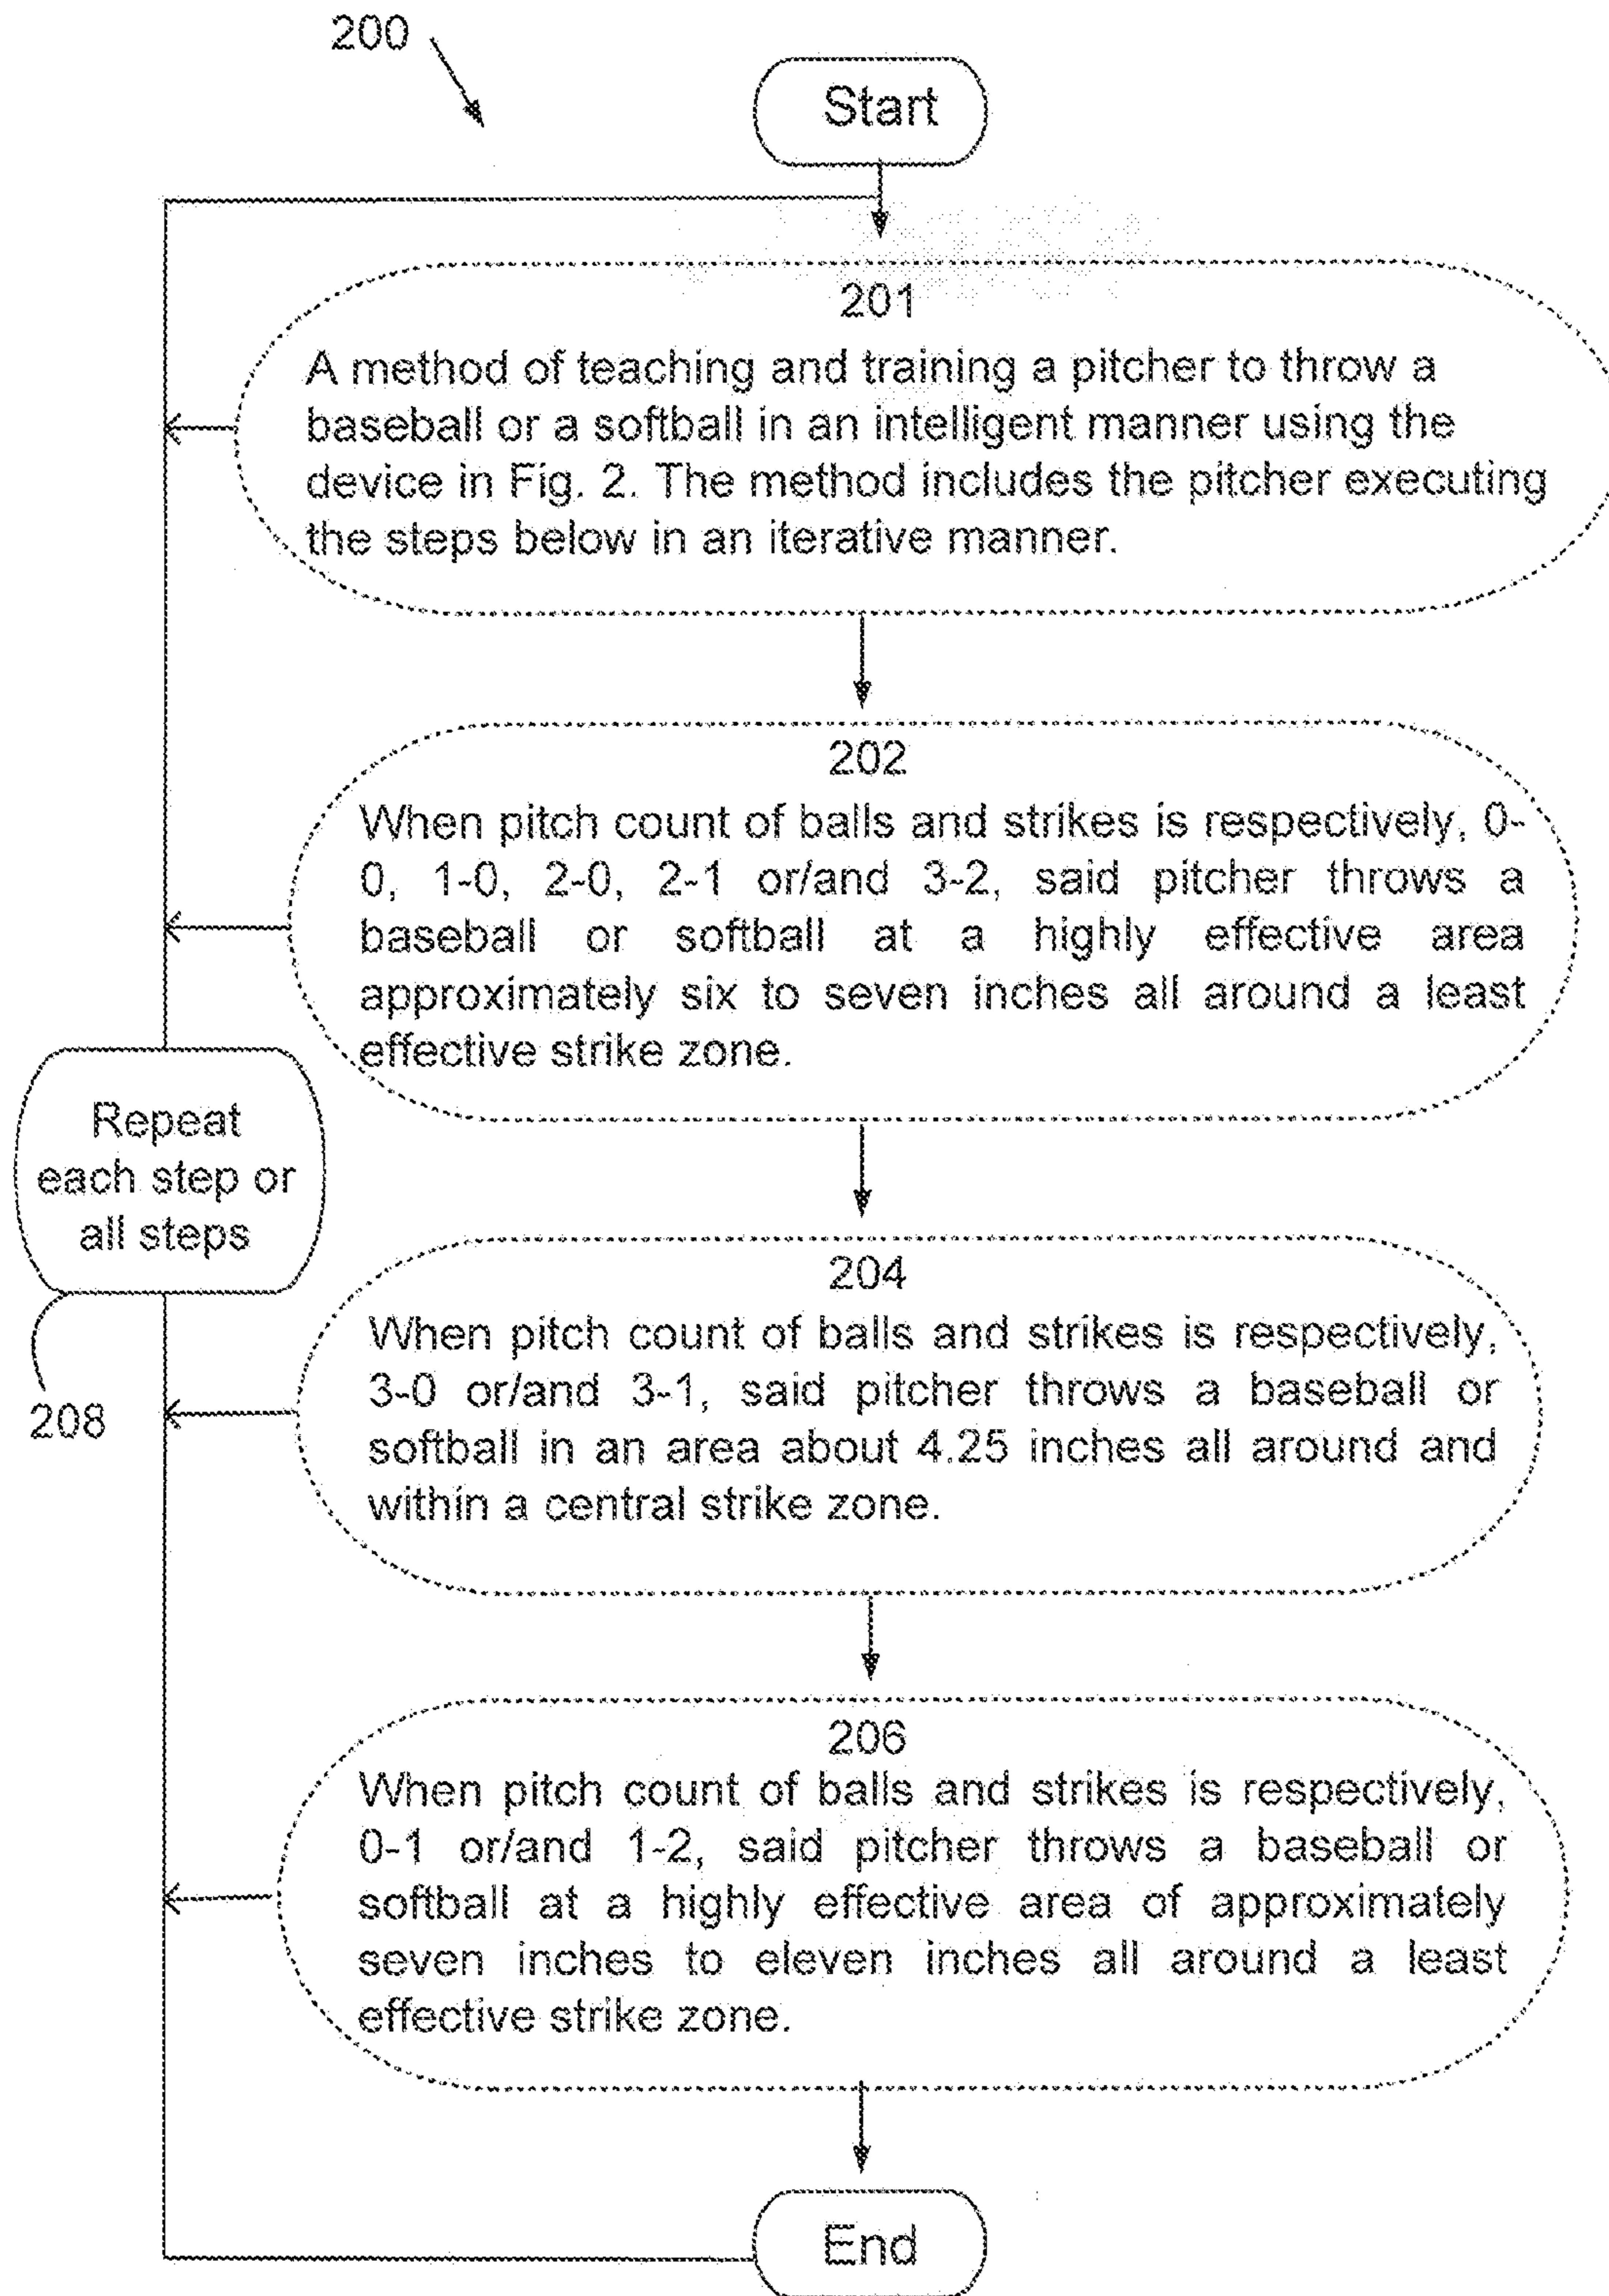 200
Start
201
A method of teaching and training a pitcher to throw a
baseball or a softball in an intelligent manner using the
device in Fig. 2. The method includes the pitcher executing
the steps below in an iterative manner.
202
When pitch count of balls and strikes is respectively, 0-
0, 1-0, 2-0, 2-1 or/and 3-2, said pitcher throws a
baseball or softball at a highly effective area
approximately six to seven inches all around a least
effective strike zone.
Repeat
each step or
all steps
208
204
When pitch count of balls and strikes is respectively,
3-0 or/and 3-1, said pitcher throws a baseball or
softball in an area about 4.25 inches all around and
within a central strike zone.
206
When pitch count of balls and strikes is respectively,
0-1 or/and 1-2, said pitcher throws a baseball or
softball at a highly effective area of approximately
seven inches to eleven inches all around a least
effective strike zone.
End